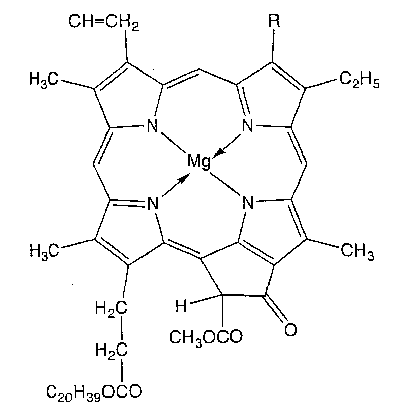 CH=CH₂ R
H₃C C₂H₅
N N
Mg
N N
H₃C CH₃
H₂C H
O
CH₃OCO
H₂C
C₂₀H₃₉OCO